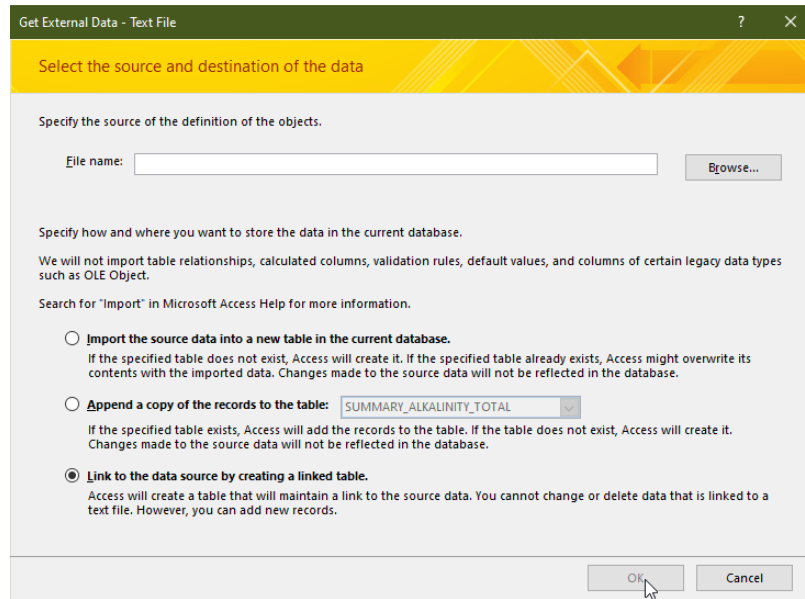 Get External Data - Text File ? ×
Select the source and destination of the data
Specify the source of the definition of the objects.
File name:
Browse...
Specify how and where you want to store the data in the current database.
We will not import table relationships, calculated columns, validation rules, default values, and columns of certain legacy data types
such as OLE Object.
Search for "Import" in Microsoft Access Help for more information.
Import the source data into a new table in the current database.
If the specified table does not exist, Access will create it. If the specified table already exists, Access might overwrite its
contents with the imported data. Changes made to the source data will not be reflected in the database.
Append a copy of the records to the table: SUMMARY_ALKALINITY_TOTAL
If the specified table exists, Access will add the records to the table. If the table does not exist, Access will create it.
Changes made to the source data will not be reflected in the database.
Link to the data source by creating a linked table.
Access will create a table that will maintain a link to the source data. You cannot change or delete data that is linked to a
text file. However, you can add new records.
OK Cancel